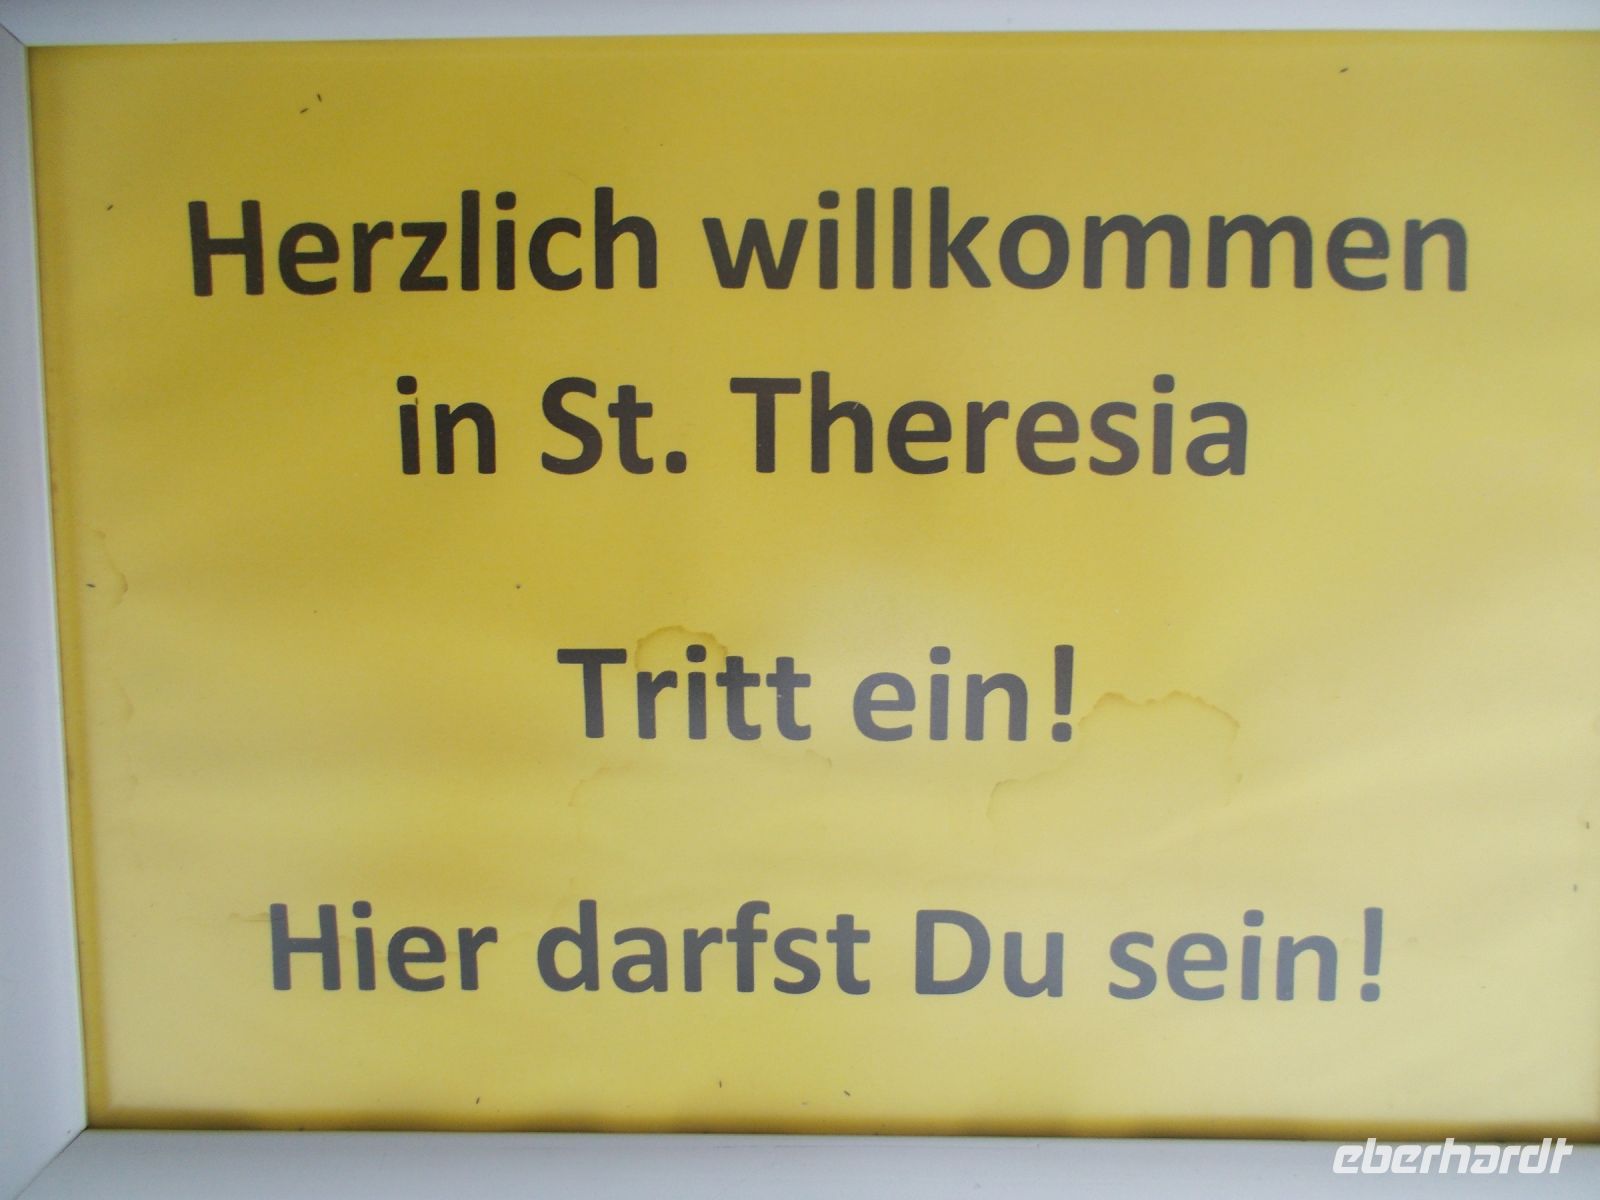 Herzlich willkommen
in St. Theresia
Tritt ein!
Hier darfst Du sein!
eberhardt